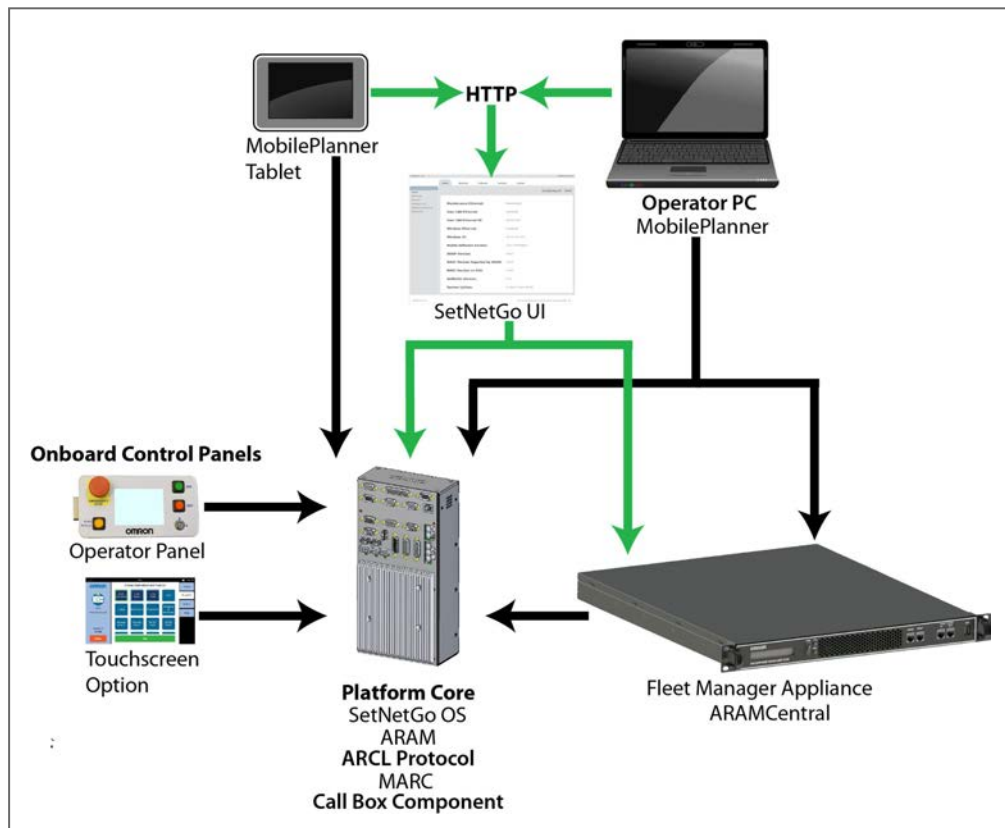 HTTP
MobilePlanner
Tablet
Operator PC
MobilePlanner
SetNetGo UI
Onboard Control Panels
OMRON
Operator Panel
Touchscreen
Option
Platform Core
SetNetGo OS
ARAM
ARCL Protocol
MARC
Call Box Component
Fleet Manager Appliance
ARAMCentral
;